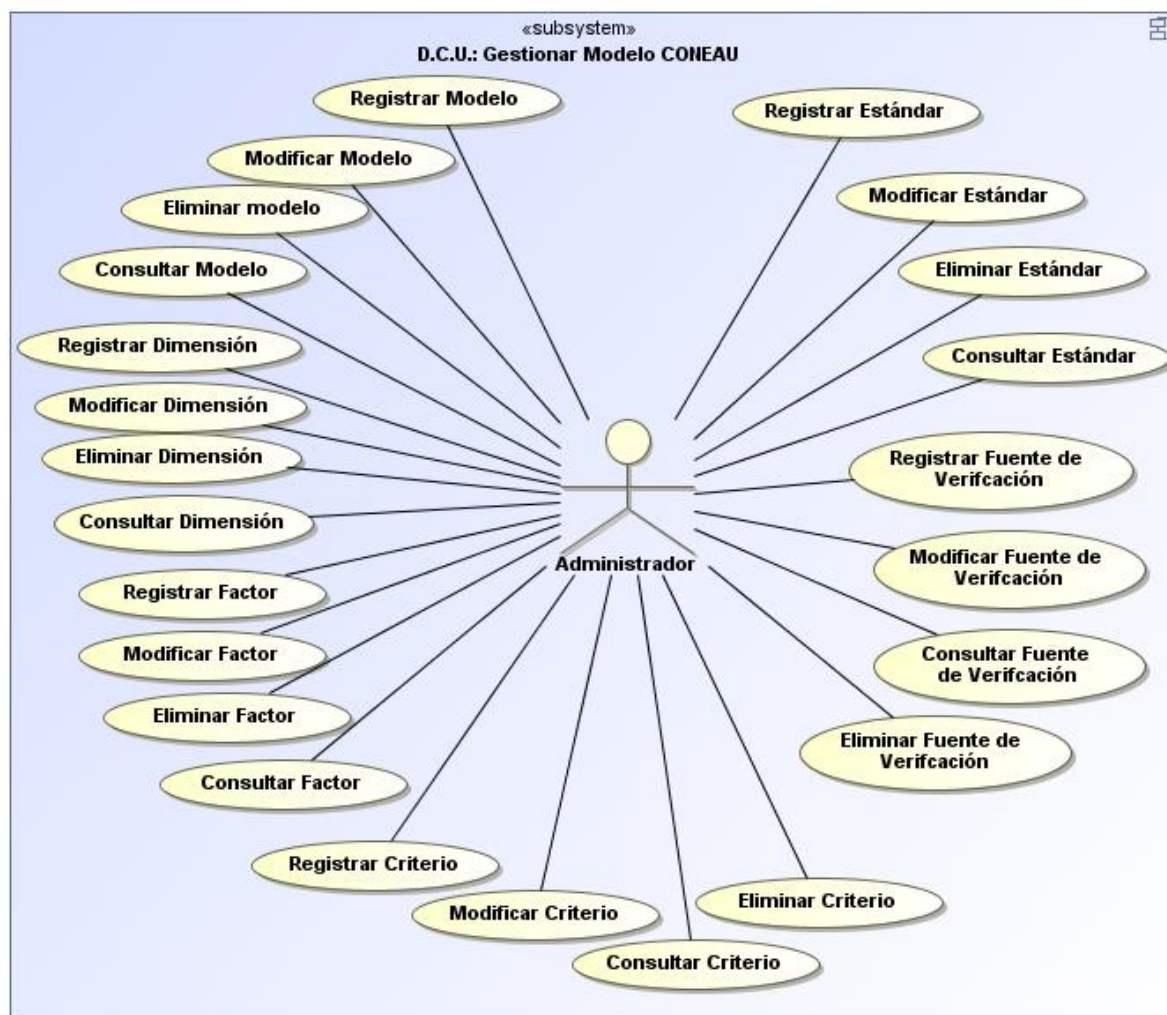 «subsystem»
D.C.U.: Gestionar Modelo CONEAU
Registrar Modelo
Modificar Modelo
Eliminar modelo
Consultar Modelo
Registrar Dimensión
Modificar Dimensión
Eliminar Dimensión
Consultar Dimensión
Registrar Factor
Modificar Factor
Eliminar Factor
Consultar Factor
Registrar Criterio
Modificar Criterio
Consultar Criterio
Eliminar Criterio
Administrador
Registrar Estándar
Modificar Estándar
Eliminar Estándar
Consultar Estándar
Registrar Fuente de
Verifcación
Modificar Fuente de
Verifcación
Consultar Fuente
de Verifcación
Eliminar Fuente de
Verifcación